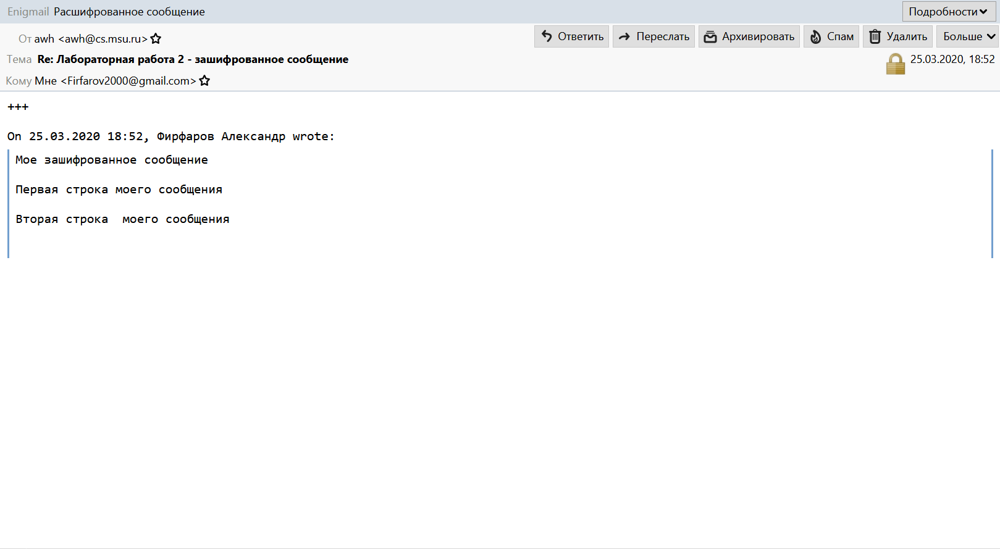 Enigmail Расшифрованное сообщение Подробности
От awh <awh@cs.msu.ru> Ответить Переслать Архивировать Спам Удалить Больше
Тема Re: Лабораторная работа 2 - зашифрованное сообщение 25.03.2020, 18:52
Кому Мне <Firfarov2000@gmail.com>
+++
On 25.03.2020 18:52, Фирфаров Александр wrote:
Мое зашифрованное сообщение
Первая строка моего сообщения
Вторая строка  моего сообщения